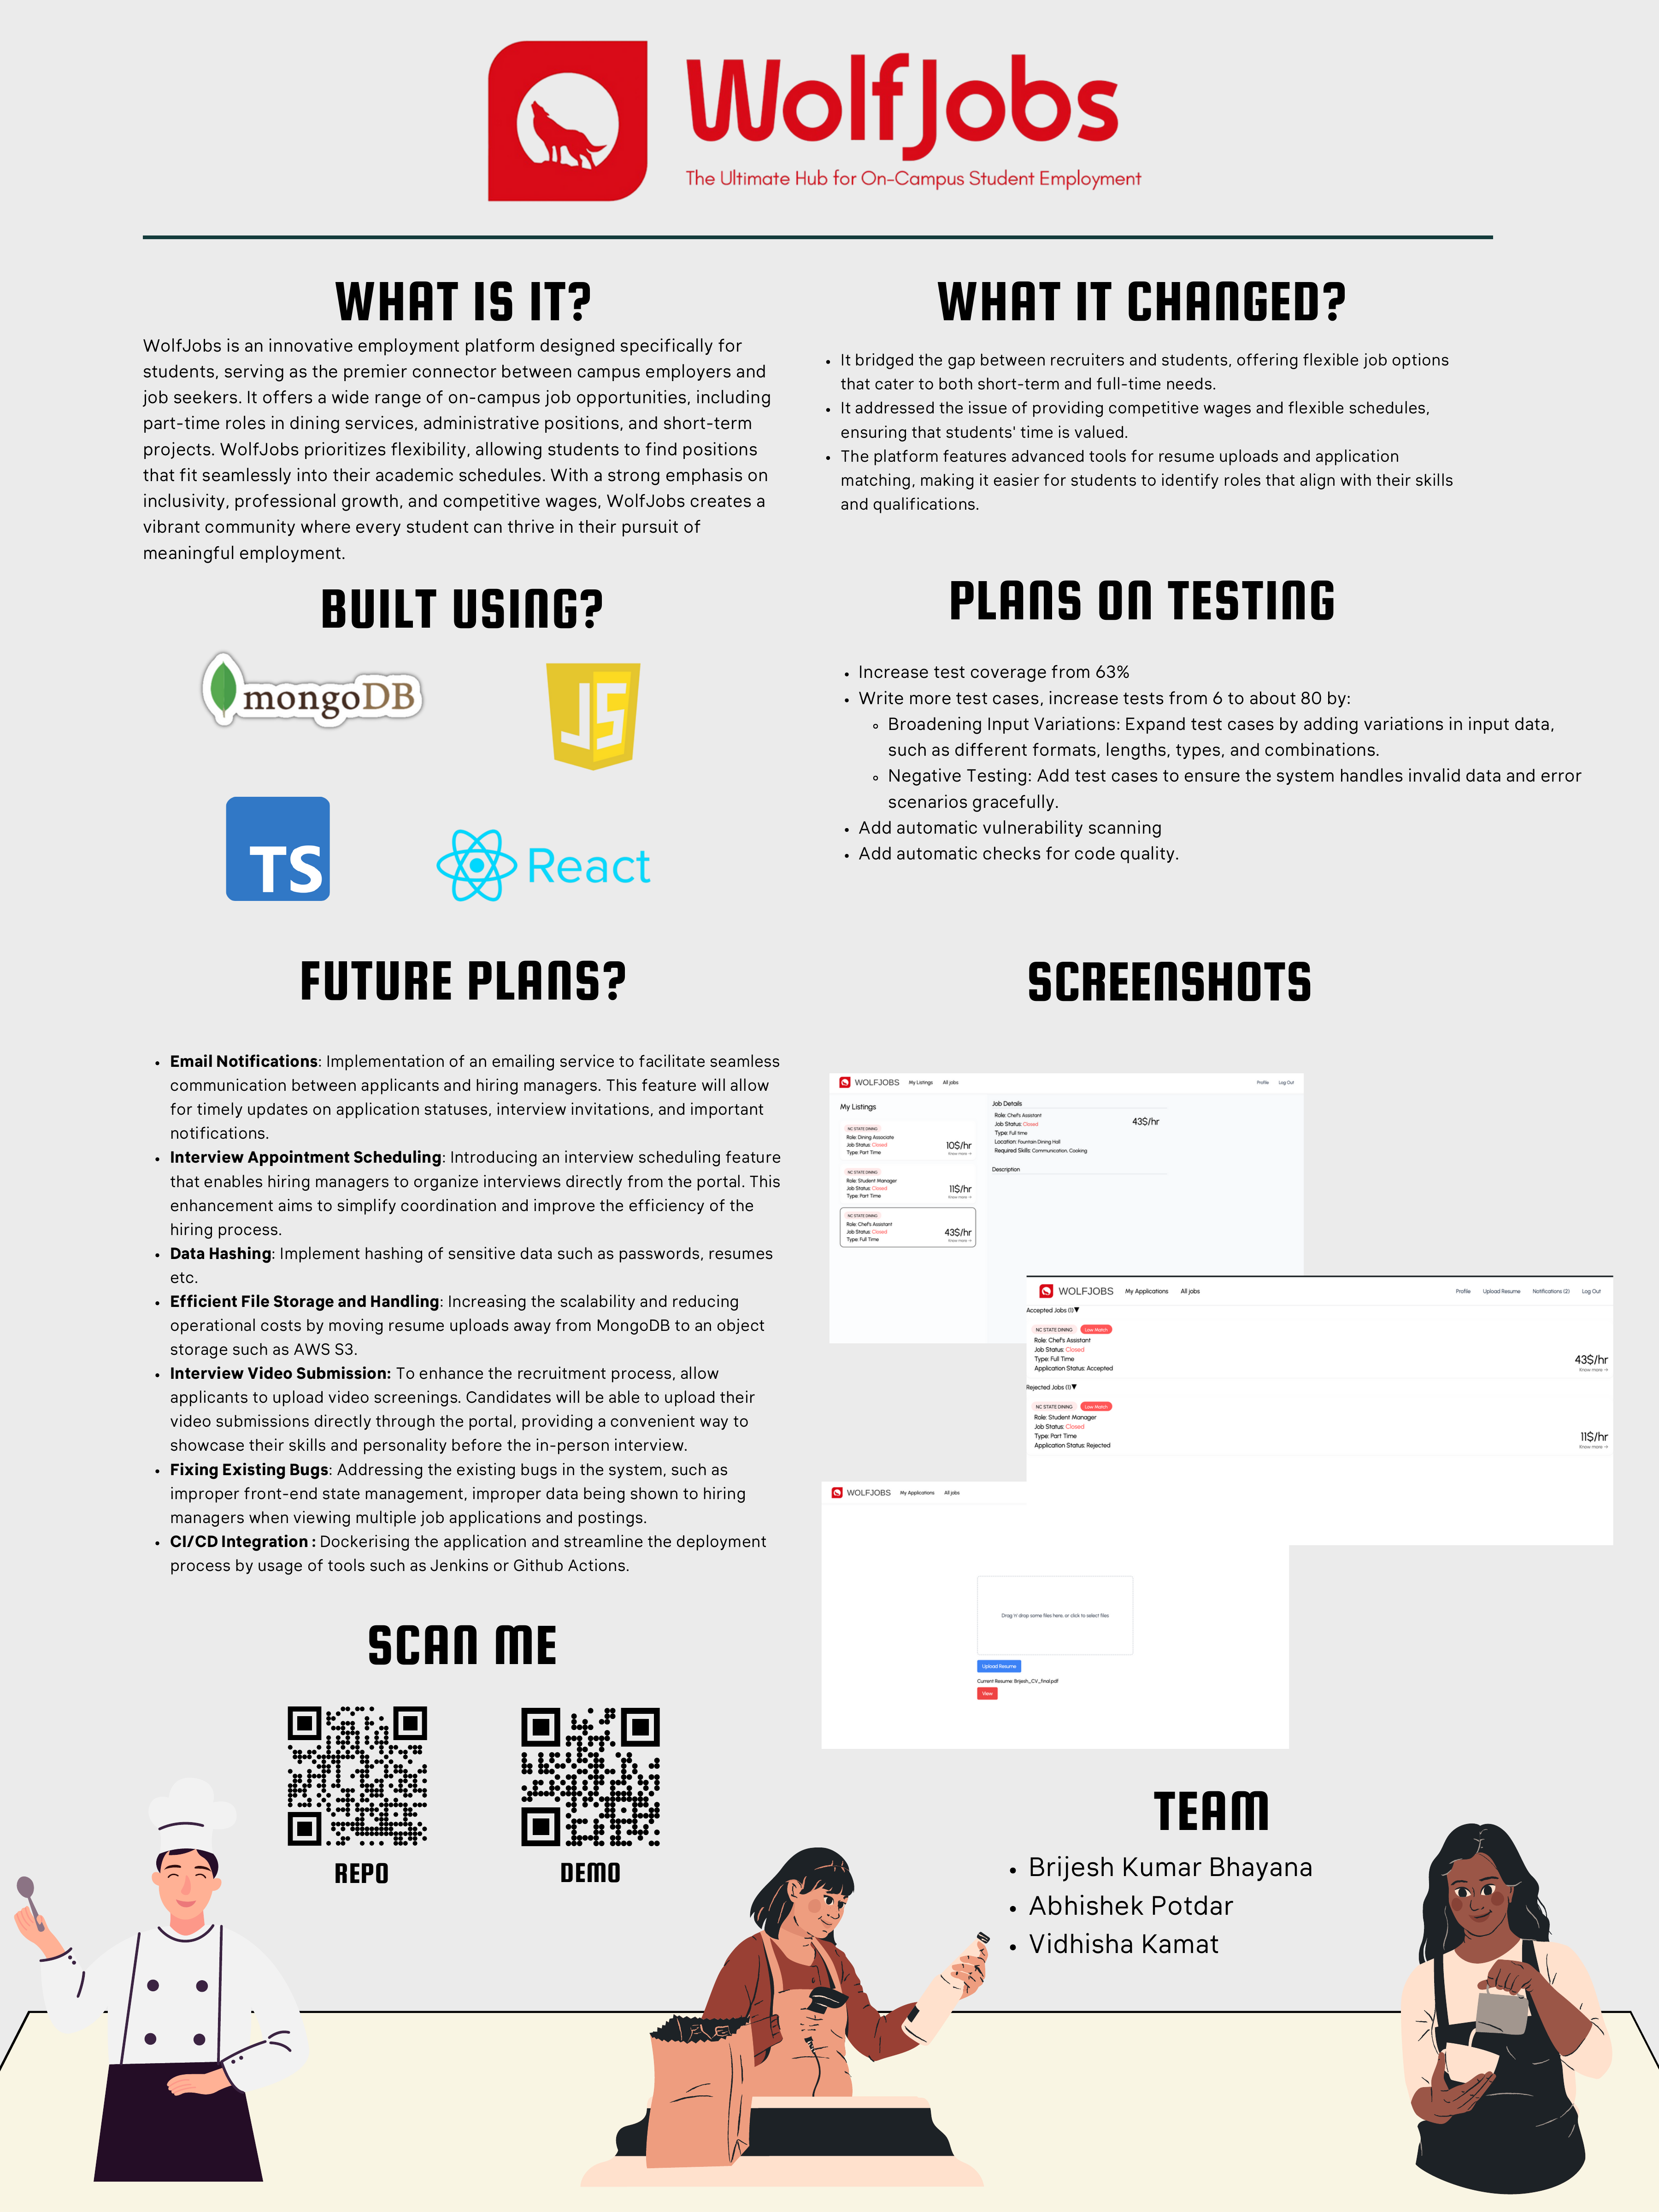 WolfJobs
The Ultimate Hub for On-Campus Student Employment
WHAT IS IT?
WolfJobs is an innovative employment platform designed specifically for
students, serving as the premier connector between campus employers and
job seekers. It offers a wide range of on-campus job opportunities, including
part-time roles in dining services, administrative positions, and short-term
projects. WolfJobs prioritizes flexibility, allowing students to find positions
that fit seamlessly into their academic schedules. With a strong emphasis on
inclusivity, professional growth, and competitive wages, WolfJobs creates a
vibrant community where every student can thrive in their pursuit of
meaningful employment.
WHAT IT CHANGED?
• It bridged the gap between recruiters and students, offering flexible job options
that cater to both short-term and full-time needs.
• It addressed the issue of providing competitive wages and flexible schedules,
ensuring that students' time is valued.
• The platform features advanced tools for resume uploads and application
matching, making it easier for students to identify roles that align with their skills
and qualifications.
BUILT USING?
mongoDB
JS
TS
React
PLANS ON TESTING
• Increase test coverage from 63%
• Write more test cases, increase tests from 6 to about 80 by:
◦ Broadening Input Variations: Expand test cases by adding variations in input data,
such as different formats, lengths, types, and combinations.
◦ Negative Testing: Add test cases to ensure the system handles invalid data and error
scenarios gracefully.
• Add automatic vulnerability scanning
• Add automatic checks for code quality.
FUTURE PLANS?
• Email Notifications: Implementation of an emailing service to facilitate seamless
communication between applicants and hiring managers. This feature will allow
for timely updates on application statuses, interview invitations, and important
notifications.
• Interview Appointment Scheduling: Introducing an interview scheduling feature
that enables hiring managers to organize interviews directly from the portal. This
enhancement aims to simplify coordination and improve the efficiency of the
hiring process.
• Data Hashing: Implement hashing of sensitive data such as passwords, resumes
etc.
• Efficient File Storage and Handling: Increasing the scalability and reducing
operational costs by moving resume uploads away from MongoDB to an object
storage such as AWS S3.
• Interview Video Submission: To enhance the recruitment process, allow
applicants to upload video screenings. Candidates will be able to upload their
video submissions directly through the portal, providing a convenient way to
showcase their skills and personality before the in-person interview.
• Fixing Existing Bugs: Addressing the existing bugs in the system, such as
improper front-end state management, improper data being shown to hiring
managers when viewing multiple job applications and postings.
• CI/CD Integration : Dockerising the application and streamline the deployment
process by usage of tools such as Jenkins or Github Actions.
SCREENSHOTS
WOLFJOBS My Listings All jobs Profile Log Out
My Listings
NC STATE DINING
Role: Dining Associate
Job Status: Closed
Type: Part Time
10$/hr
Know more →
NC STATE DINING
Role: Student Manager
Job Status: Closed
Type: Part Time
11$/hr
Know more →
NC STATE DINING
Role: Chef's Assistant
Job Status: Closed
Type: Full Time
43$/hr
Know more →
Job Details
Role: Chef's Assistant
Job Status: Closed
Type: Full time
Location: Fountain Dining Hall
Required Skills: Communication, Cooking
43$/hr
Description
WOLFJOBS My Applications All jobs Profile Upload Resume Notifications (2) Log Out
Accepted Jobs (1)▼
NC STATE DINING Low Match
Role: Chef's Assistant
Job Status: Closed
Type: Full Time
Application Status: Accepted
43$/hr
Know more →
Rejected Jobs (1)▼
NC STATE DINING Low Match
Role: Student Manager
Job Status: Closed
Type: Part Time
Application Status: Rejected
11$/hr
Know more →
WOLFJOBS My Applications All jobs
Drag 'n' drop some files here, or click to select files
Upload Resume
Current Resume: Brijesh_CV_final.pdf
View
SCAN ME
REPO
DEMO
TEAM
• Brijesh Kumar Bhayana
• Abhishek Potdar
• Vidhisha Kamat